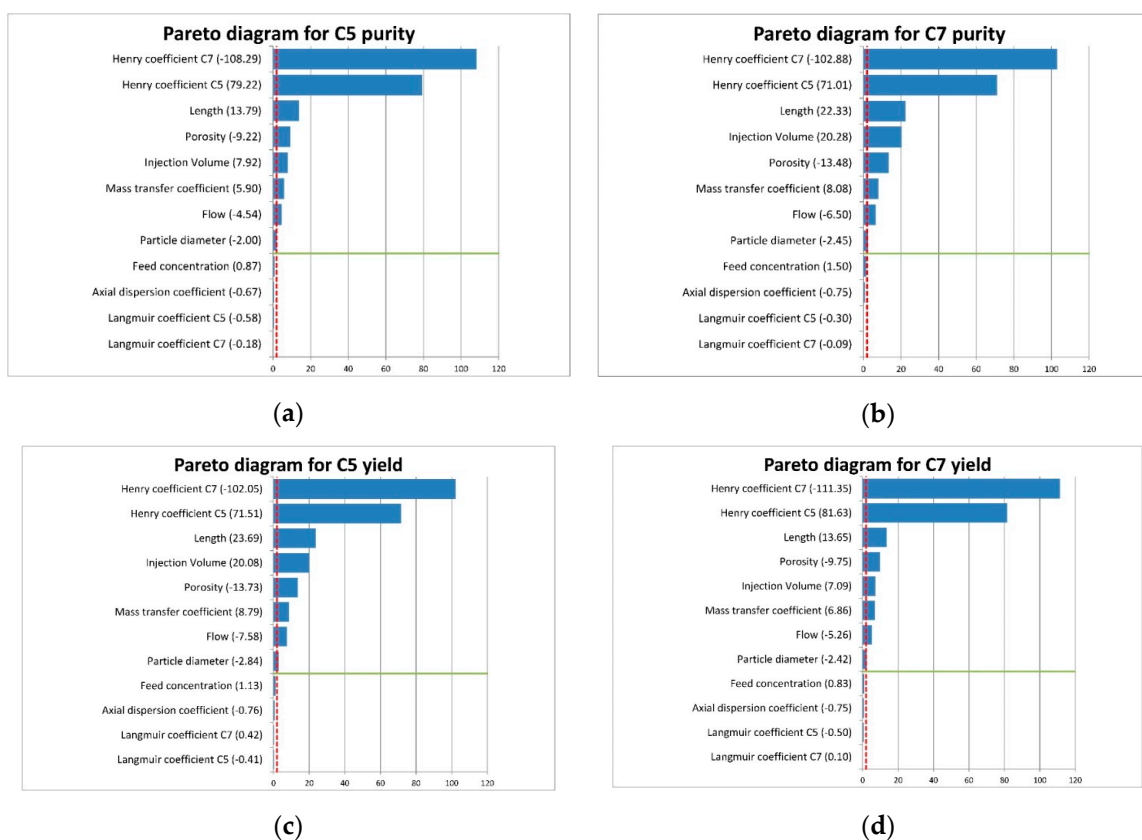 Pareto diagram for C5 purity
Henry coefficient C7 (-108.29)
Henry coefficient C5 (79.22)
Length (13.79)
Porosity (-9.22)
Injection Volume (7.92)
Mass transfer coefficient (5.90)
Flow (-4.54)
Particle diameter (-2.00)
Feed concentration (0.87)
Axial dispersion coefficient (-0.67)
Langmuir coefficient C5 (-0.58)
Langmuir coefficient C7 (-0.18)
0 20 40 60 80 100 120
(a)
Pareto diagram for C7 purity
Henry coefficient C7 (-102.88)
Henry coefficient C5 (71.01)
Length (22.33)
Injection Volume (20.28)
Porosity (-13.48)
Mass transfer coefficient (8.08)
Flow (-6.50)
Particle diameter (-2.45)
Feed concentration (1.50)
Axial dispersion coefficient (-0.75)
Langmuir coefficient C5 (-0.30)
Langmuir coefficient C7 (-0.09)
0 20 40 60 80 100 120
(b)
Pareto diagram for C5 yield
Henry coefficient C7 (-102.05)
Henry coefficient C5 (71.51)
Length (23.69)
Injection Volume (20.08)
Porosity (-13.73)
Mass transfer coefficient (8.79)
Flow (-7.58)
Particle diameter (-2.84)
Feed concentration (1.13)
Axial dispersion coefficient (-0.76)
Langmuir coefficient C7 (0.42)
Langmuir coefficient C5 (-0.41)
0 20 40 60 80 100 120
(c)
Pareto diagram for C7 yield
Henry coefficient C7 (-111.35)
Henry coefficient C5 (81.63)
Length (13.65)
Porosity (-9.75)
Injection Volume (7.09)
Mass transfer coefficient (6.86)
Flow (-5.26)
Particle diameter (-2.42)
Feed concentration (0.83)
Axial dispersion coefficient (-0.75)
Langmuir coefficient C5 (-0.50)
Langmuir coefficient C7 (0.10)
0 20 40 60 80 100 120
(d)